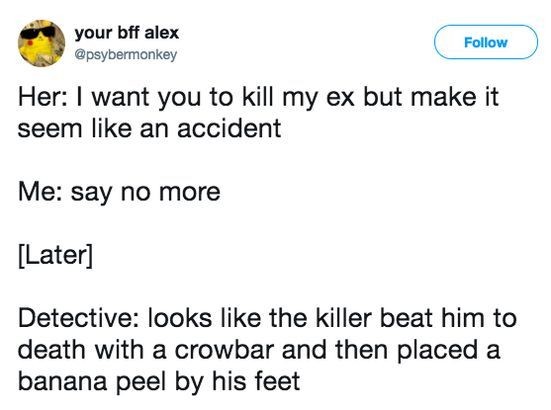 your bff alex
@psybermonkey
Follow
Her: I want you to kill my ex but make it
seem like an accident
Me: say no more
[Later]
Detective: looks like the killer beat him to
death with a crowbar and then placed a
banana peel by his feet